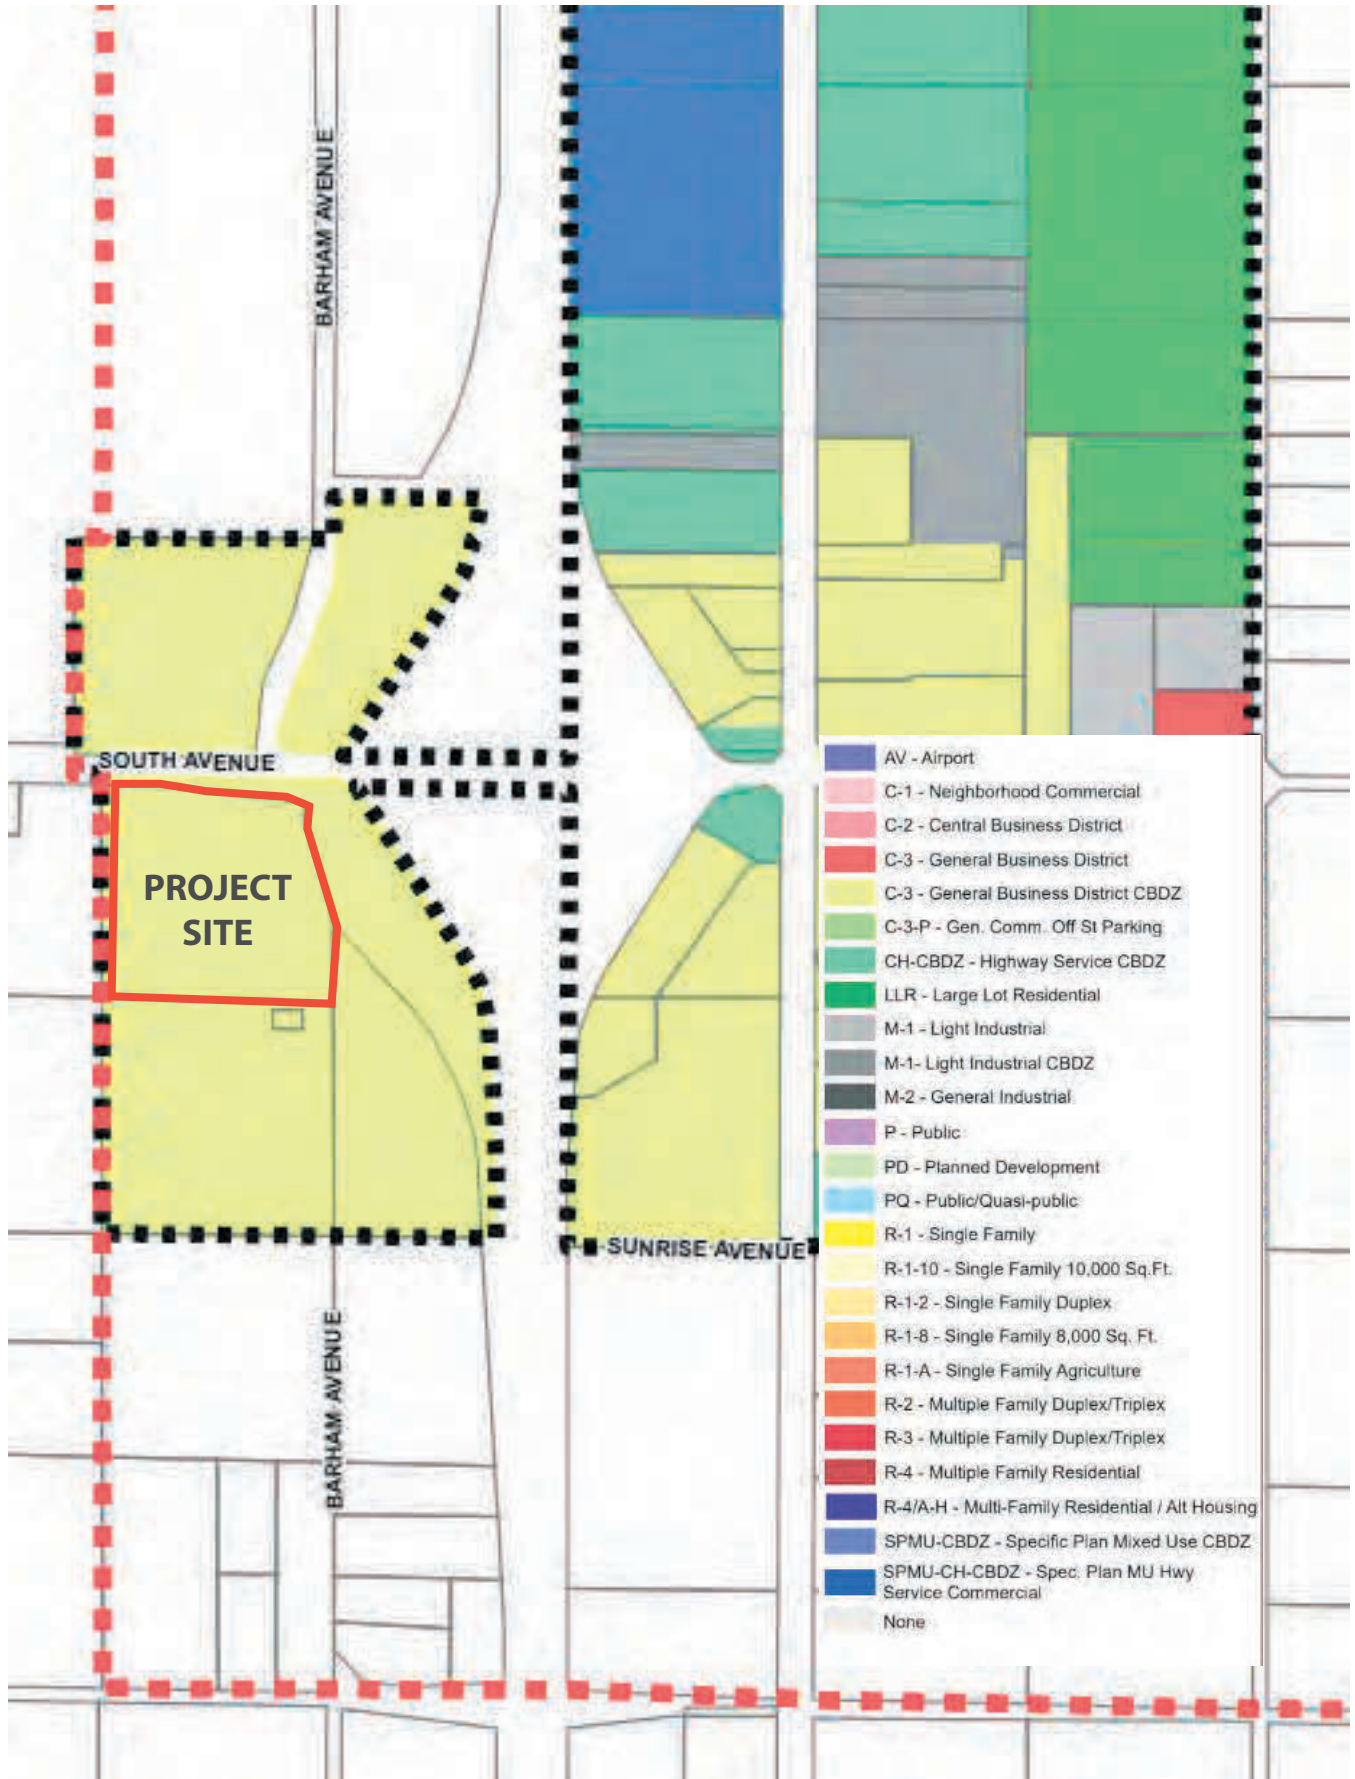 BARHAM AVENUE
SOUTH AVENUE
PROJECT
SITE
SUNRISE AVENUE
BARHAM AVENUE
AV - Airport
C-1 - Neighborhood Commercial
C-2 - Central Business District
C-3 - General Business District
C-3 - General Business District CBDZ
C-3-P - Gen. Comm. Off St Parking
CH-CBDZ - Highway Service CBDZ
LLR - Large Lot Residential
M-1 - Light Industrial
M-1- Light Industrial CBDZ
M-2 - General Industrial
P - Public
PD - Planned Development
PQ - Public/Quasi-public
R-1 - Single Family
R-1-10 - Single Family 10,000 Sq.Ft.
R-1-2 - Single Family Duplex
R-1-8 - Single Family 8,000 Sq. Ft.
R-1-A - Single Family Agriculture
R-2 - Multiple Family Duplex/Triplex
R-3 - Multiple Family Duplex/Triplex
R-4 - Multiple Family Residential
R-4/A-H - Multi-Family Residential / Alt Housing
SPMU-CBDZ - Specific Plan Mixed Use CBDZ
SPMU-CH-CBDZ - Spec. Plan MU Hwy
Service Commercial
None